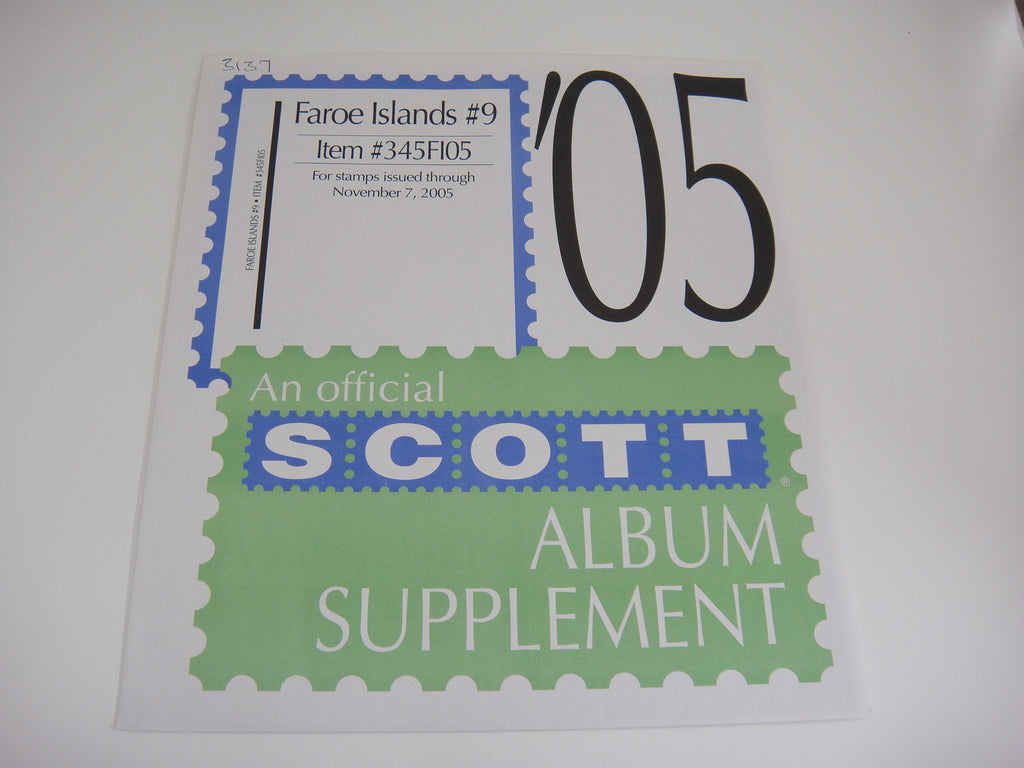 3137
Faroe Islands #9
Item #345FI05
For stamps issued through
November 7, 2005
FAROE ISLANDS #9 • ITEM #345FI05
'05
An official
SCOTT®
ALBUM
SUPPLEMENT